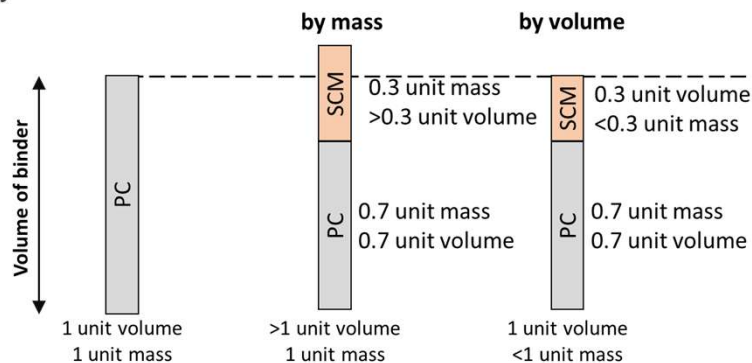 by mass
by volume
Volume of binder
PC
SCM
0.3 unit mass
>0.3 unit volume
PC
0.7 unit mass
0.7 unit volume
SCM
0.3 unit volume
<0.3 unit mass
PC
0.7 unit mass
0.7 unit volume
1 unit volume
1 unit mass
>1 unit volume
1 unit mass
1 unit volume
<1 unit mass